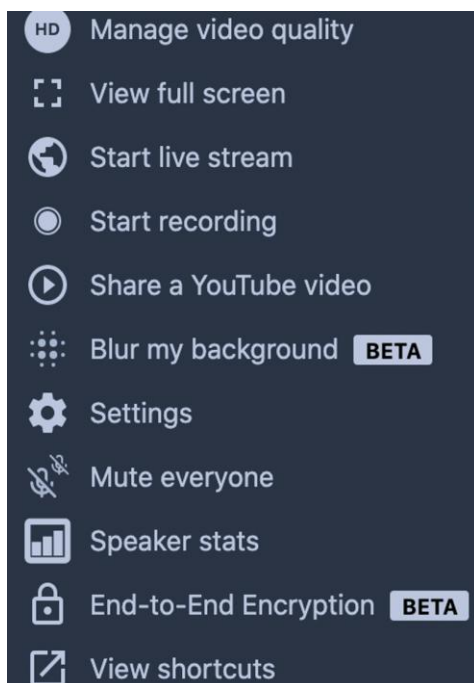 HD Manage video quality
View full screen
Start live stream
Start recording
Share a YouTube video
Blur my background BETA
Settings
Mute everyone
Speaker stats
End-to-End Encryption BETA
View shortcuts